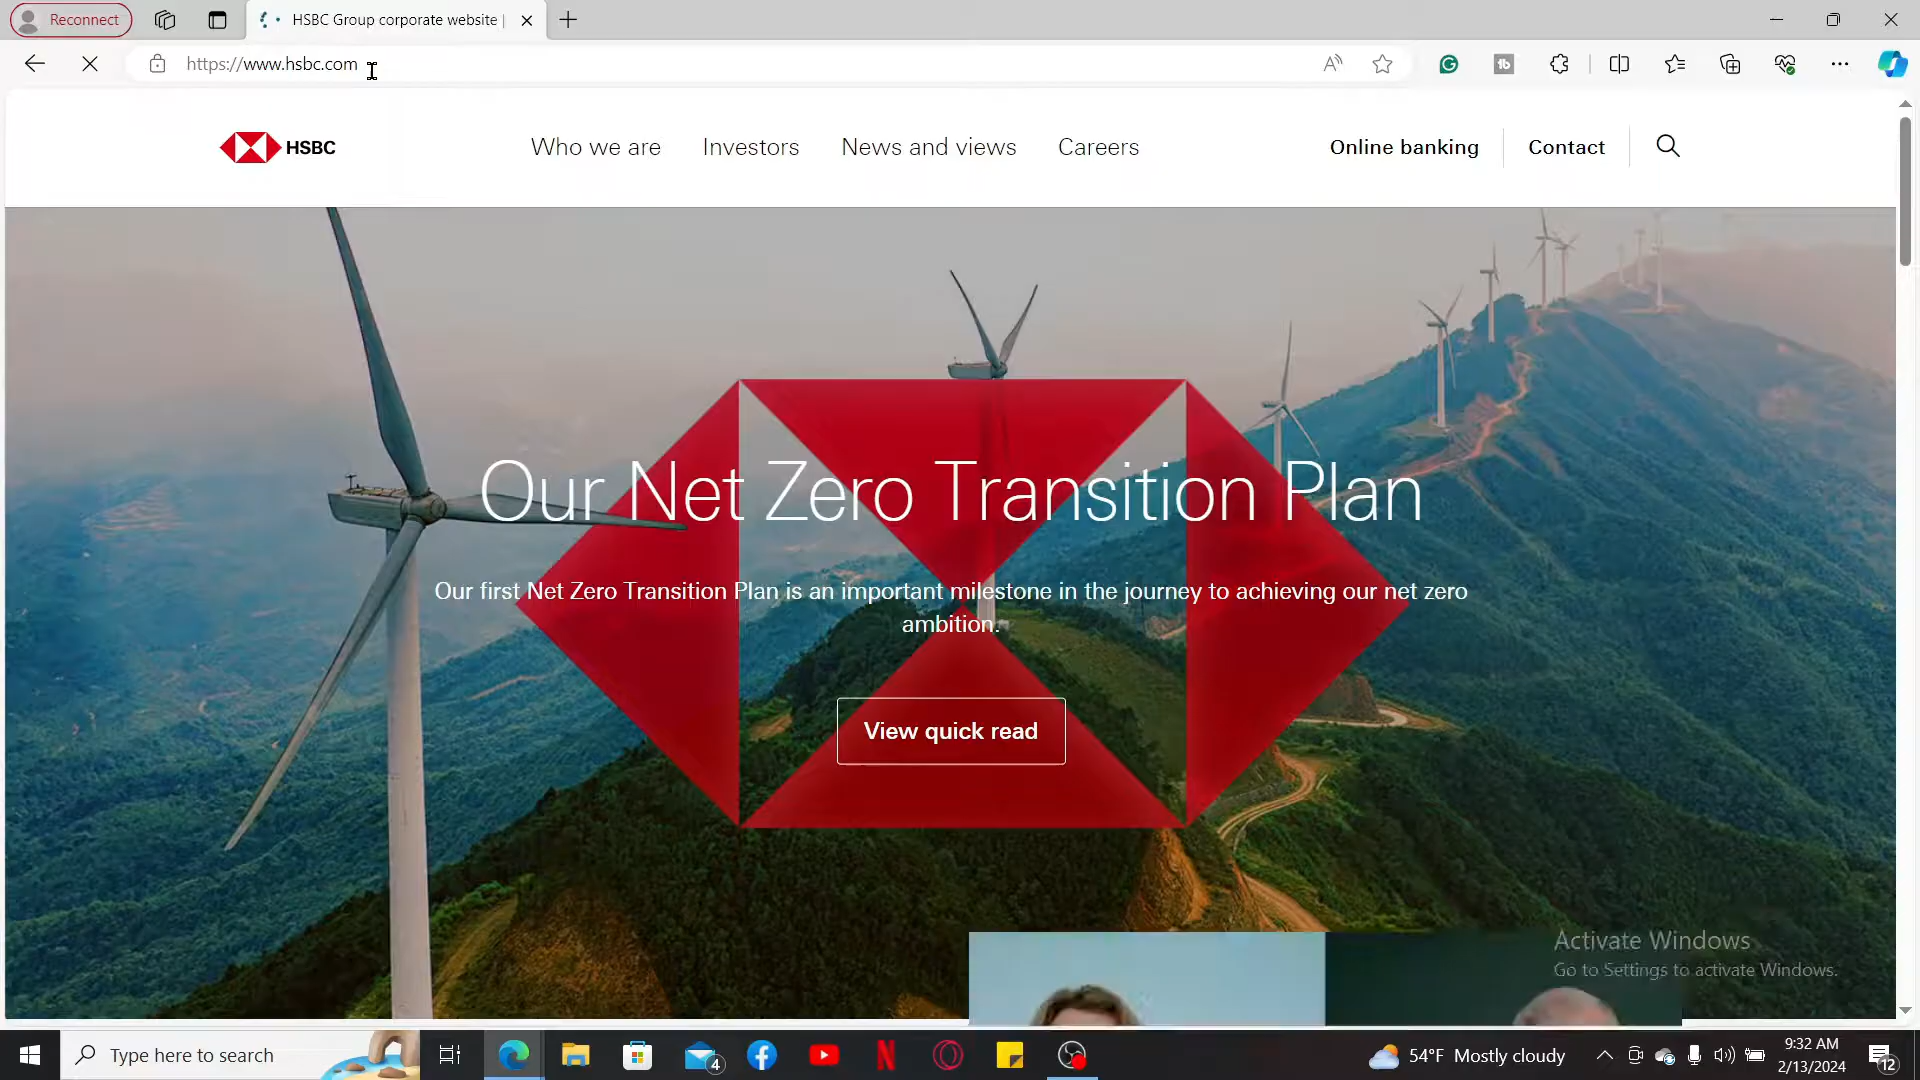 Reconnect
HSBC Group corporate website |
https://www.hsbc.com
HSBC
Who we are
Investors
News and views
Careers
Online banking
Contact
Our Net Zero Transition Plan
Our first Net Zero Transition Plan is an important milestone in the journey to achieving our net zero
ambition.
View quick read
Activate Windows
Go to Settings to activate Windows.
Type here to search
4
54°F Mostly cloudy
9:32 AM
2/13/2024
12